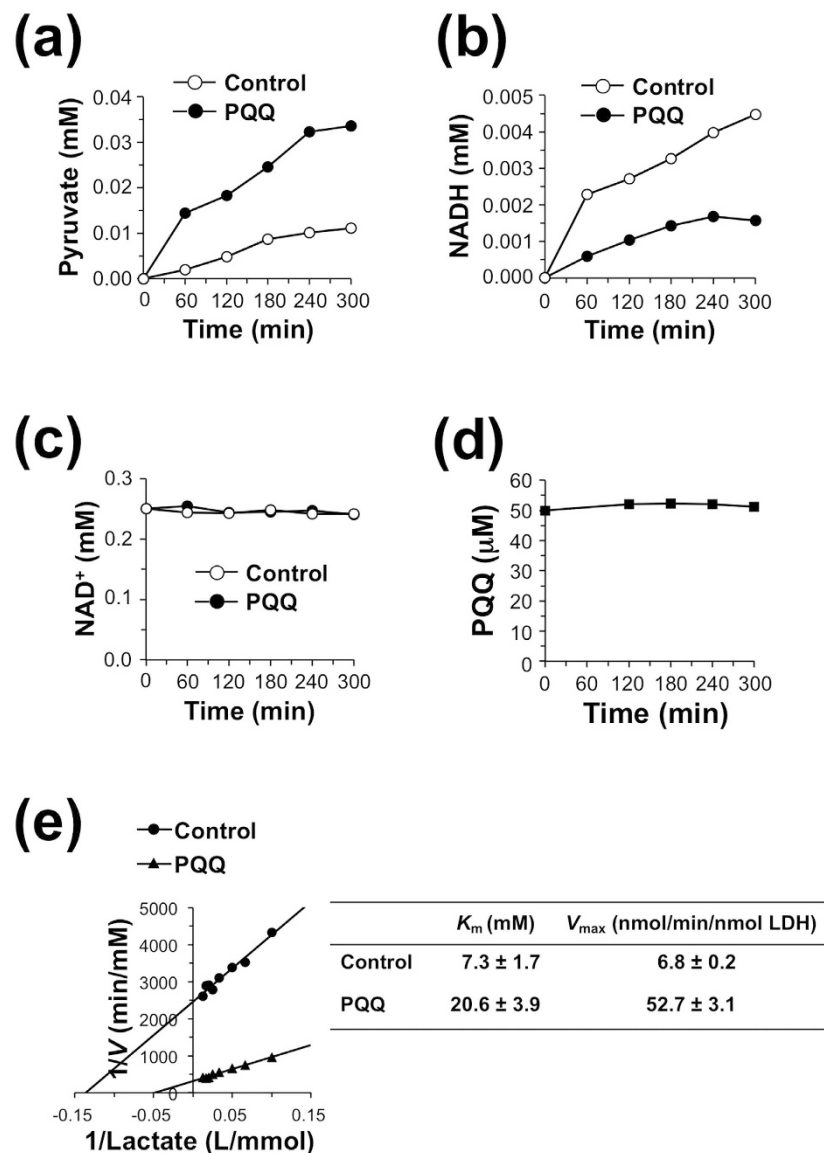 (a)
Control
PQQ
Pyruvate (mM)
0.04
0.03
0.02
0.01
0.00
0 60 120 180 240 300
Time (min)
(b)
Control
PQQ
NADH (mM)
0.005
0.004
0.003
0.002
0.001
0.000
0 60 120 180 240 300
Time (min)
(c)
NAD⁺ (mM)
0.3
0.2
0.1
0.0
Control
PQQ
0 60 120 180 240 300
Time (min)
(d)
PQQ (μM)
60
50
40
30
20
10
0
0 60 120 180 240 300
Time (min)
(e)
Control
PQQ
1/V (min/mM)
5000
4000
3000
2000
1000
0
-0.15 -0.05 0.05 0.15
1/Lactate (L/mmol)
Km (mM) Vmax (nmol/min/nmol LDH)
Control 7.3 ± 1.7 6.8 ± 0.2
PQQ 20.6 ± 3.9 52.7 ± 3.1